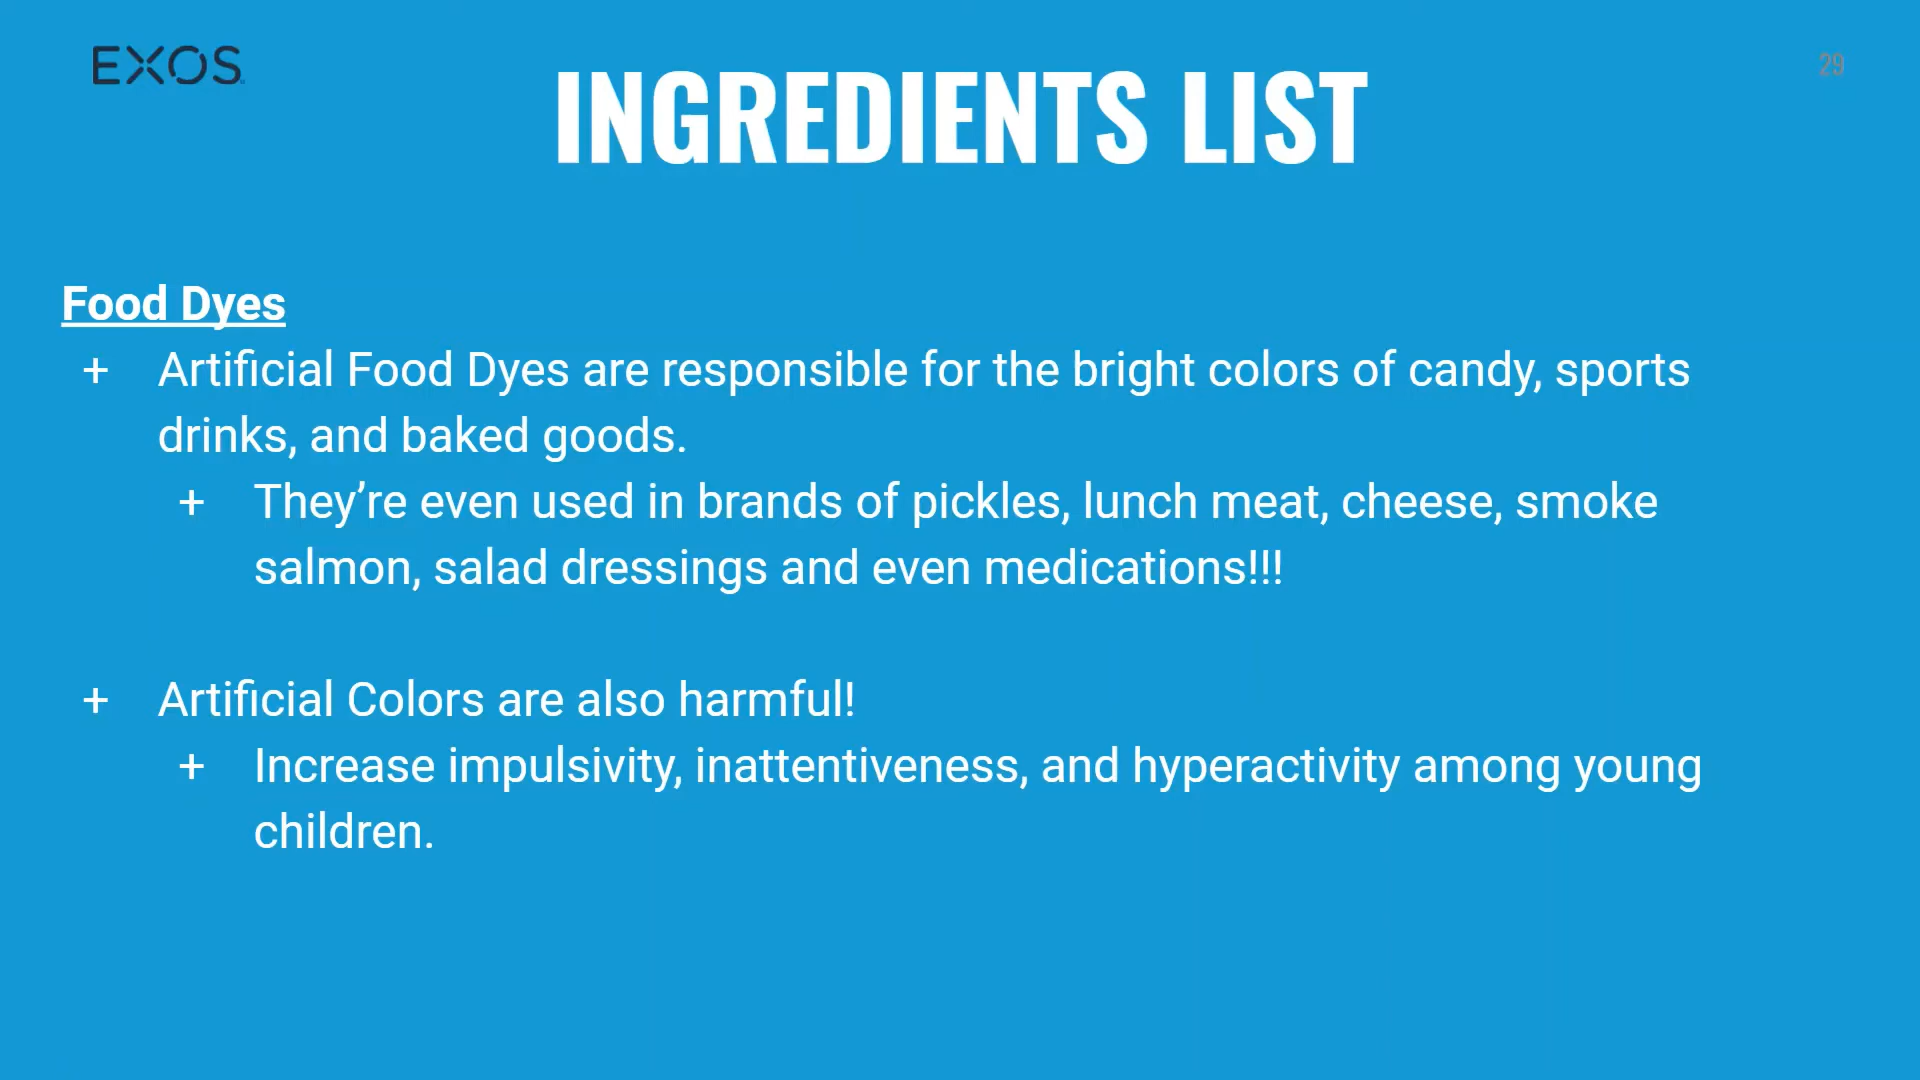 EXOS
29
INGREDIENTS LIST
Food Dyes
+ Artificial Food Dyes are responsible for the bright colors of candy, sports
drinks, and baked goods.
+ They’re even used in brands of pickles, lunch meat, cheese, smoke
salmon, salad dressings and even medications!!!
+ Artificial Colors are also harmful!
+ Increase impulsivity, inattentiveness, and hyperactivity among young
children.